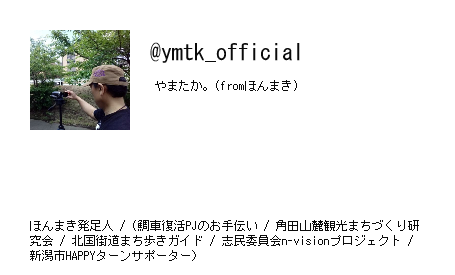 @ymtk_official
やまたか。(fromほんまき)
ほんまき発足人 / (鯛車復活PJのお手伝い / 角田山麓観光まちづくり研
究会 / 北国街道まち歩きガイド / 志民委員会n-visionプロジェクト /
新潟市HAPPYターンサポーター)